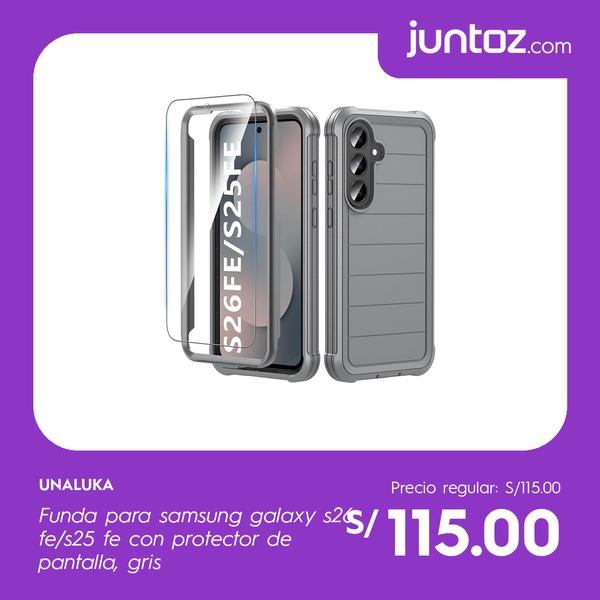 juntoz.com
S26FE/S25FE
UNALUKA
Funda para samsung galaxy s26
fe/s25 fe con protector de
pantalla, gris
Precio regular: S/115.00
S/ 115.00